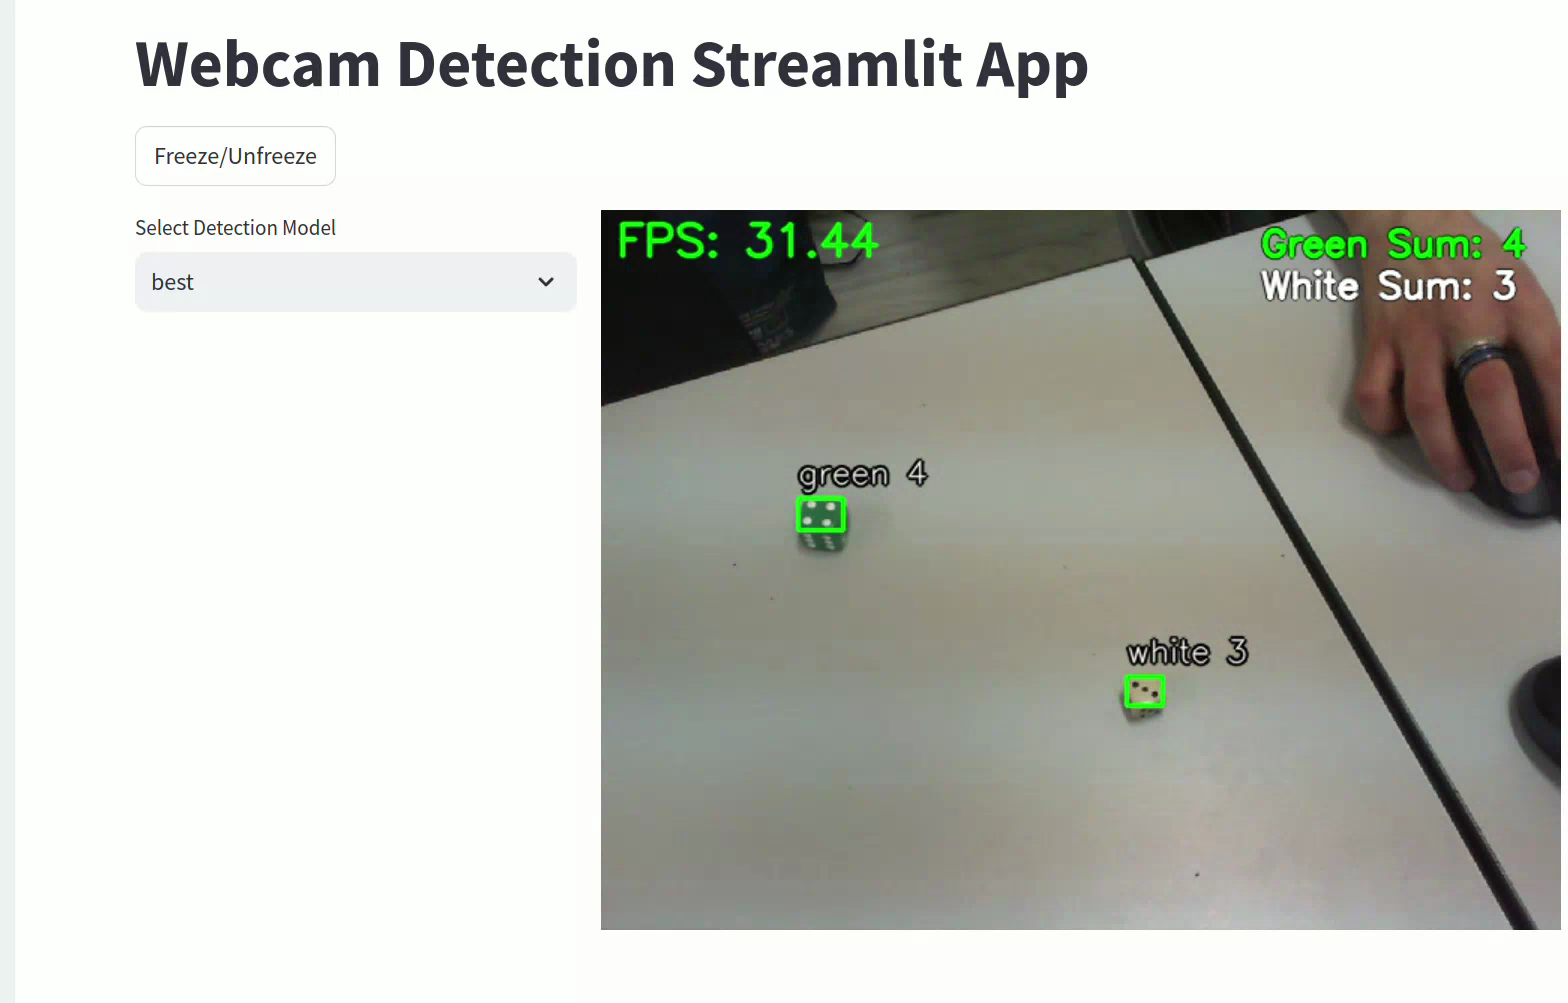 Webcam Detection Streamlit App
Freeze/Unfreeze
Select Detection Model
best
FPS: 31.44
Green Sum: 4
White Sum: 3
green 4
white 3